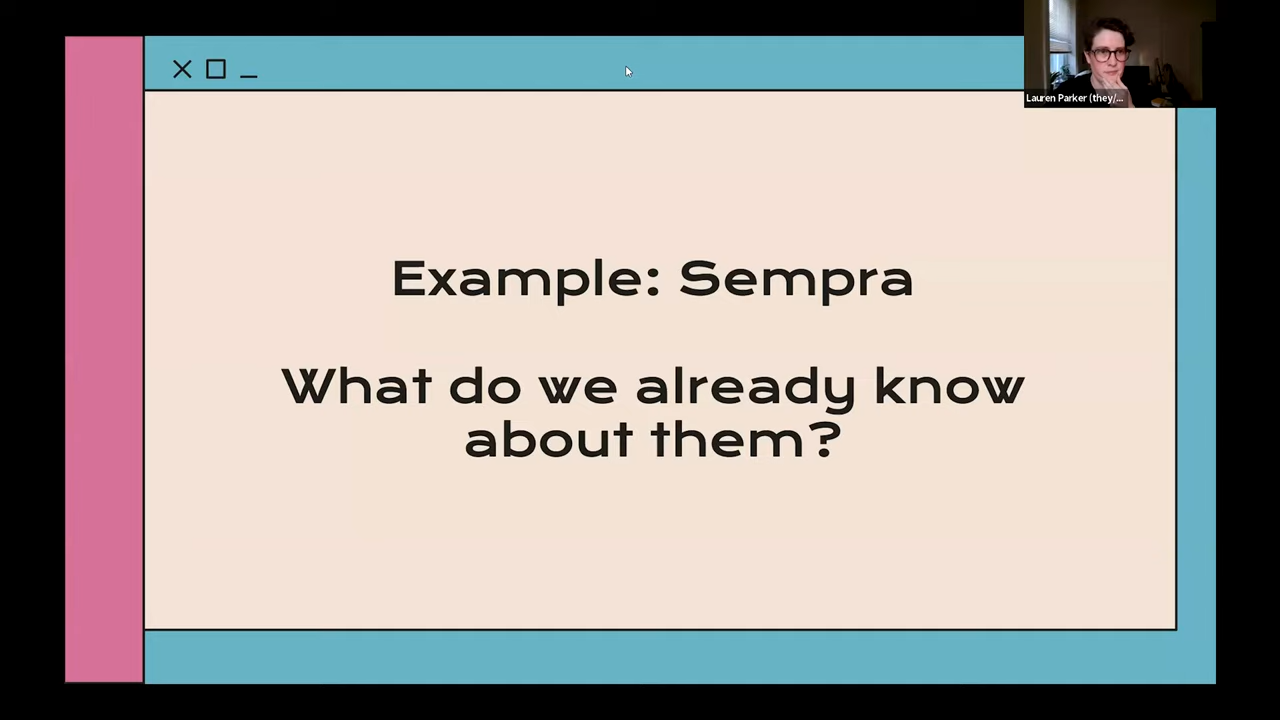 Lauren Parker (they/...
Example: Sempra
What do we already know
about them?